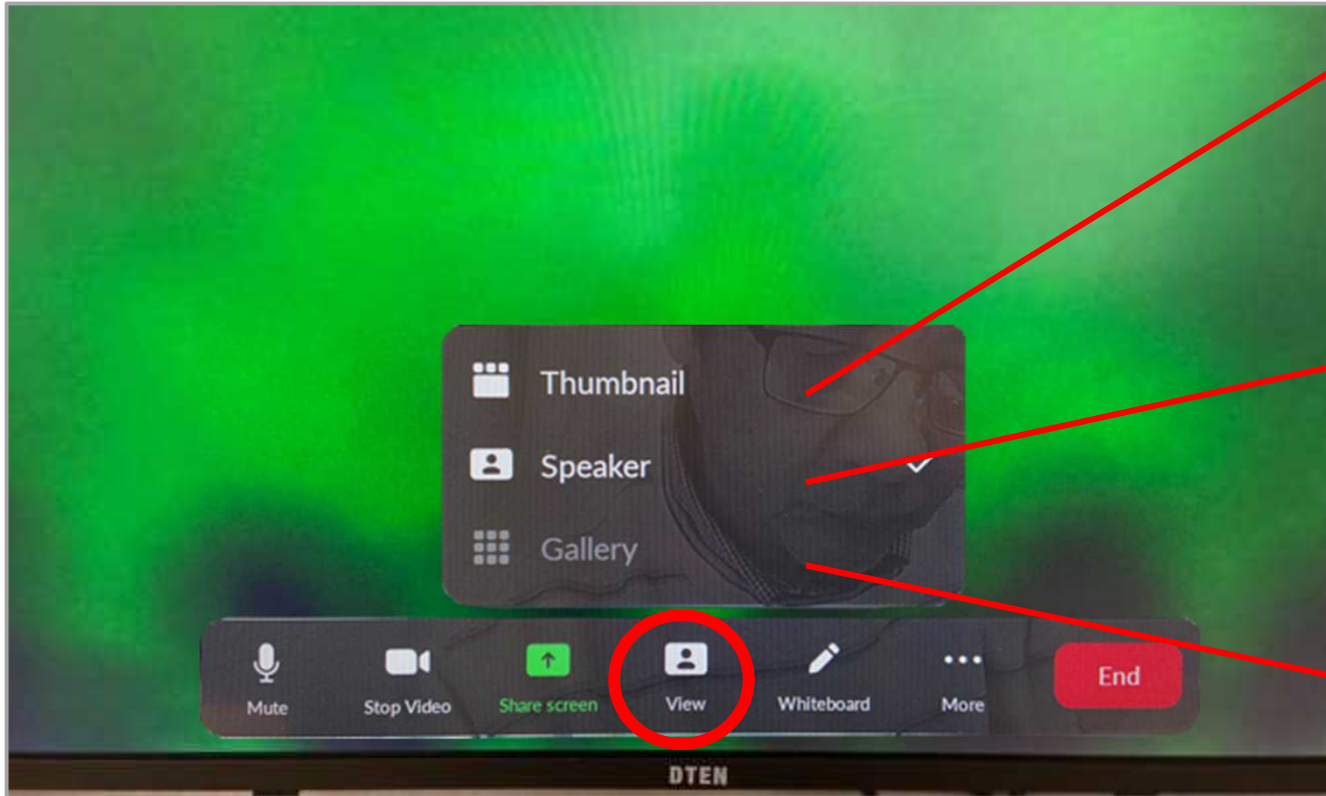 Thumbnail
Speaker
Gallery
Mute Stop Video Share screen View Whiteboard More End
DTEN